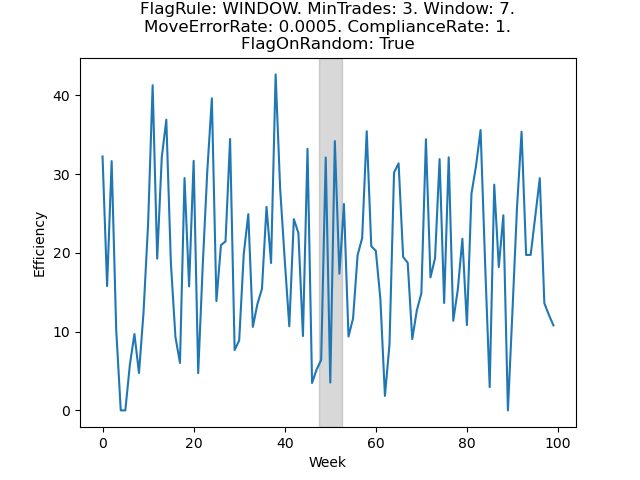 FlagRule: WINDOW. MinTrades: 3. Window: 7.
MoveErrorRate: 0.0005. ComplianceRate: 1.
FlagOnRandom: True
Efficiency
40
30
20
10
0
0 20 40 60 80 100
Week